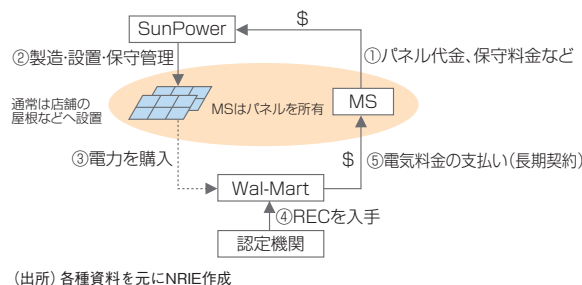 $
SunPower
②製造・設置・保守管理
①パネル代金、保守料金など
通常は店舗の
屋根などへ設置
MSはパネルを所有
MS
③電力を購入
$
⑤電気料金の支払い(長期契約)
Wal-Mart
④RECを入手
認定機関
(出所)各種資料を元にNRIE作成